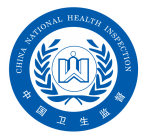 CHINA NATIONAL HEALTH INSPECTION
中国卫生监督